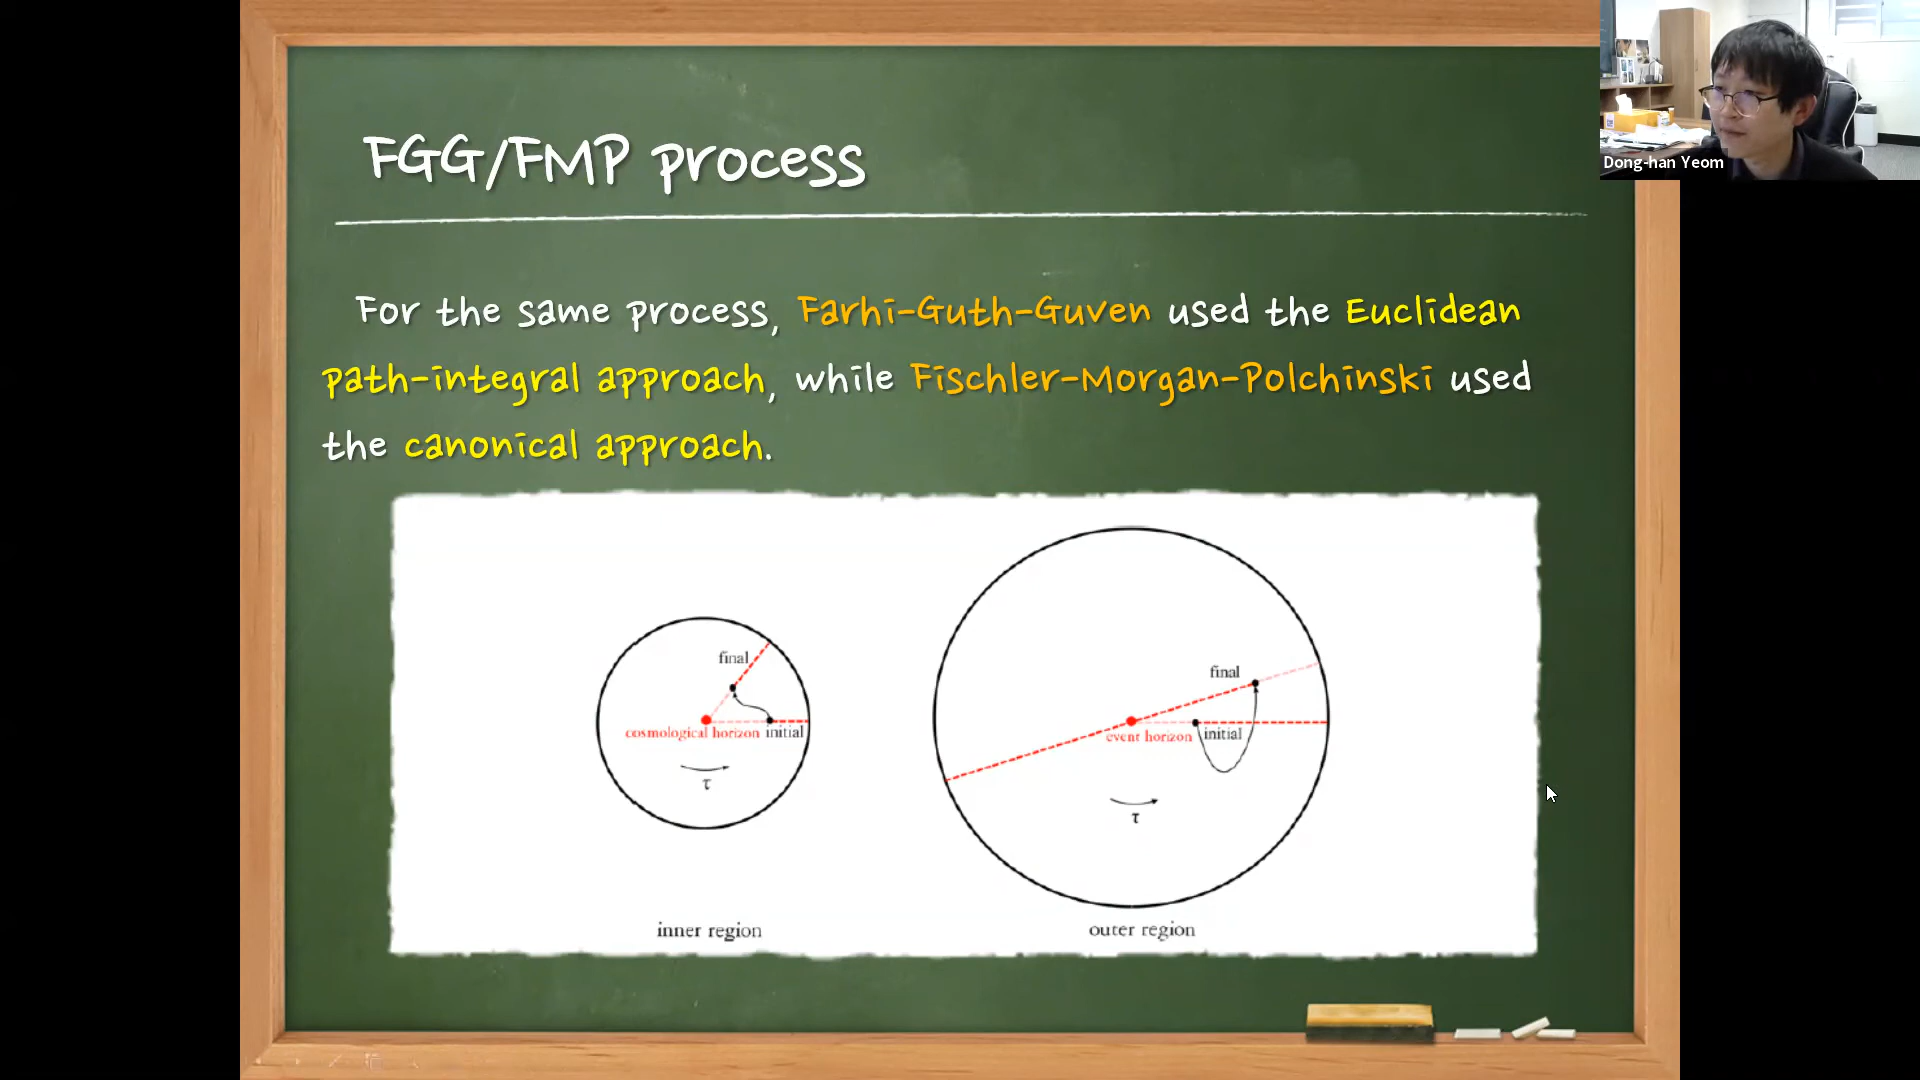 FGG/FMP process
Dong-han Yeom
For the same process, Farhi-Guth-Guven used the Euclidean
path-integral approach, while Fischler-Morgan-Polchinski used
the canonical approach.
final
cosmological horizon initial
τ
inner region
final
event horizon initial
τ
outer region